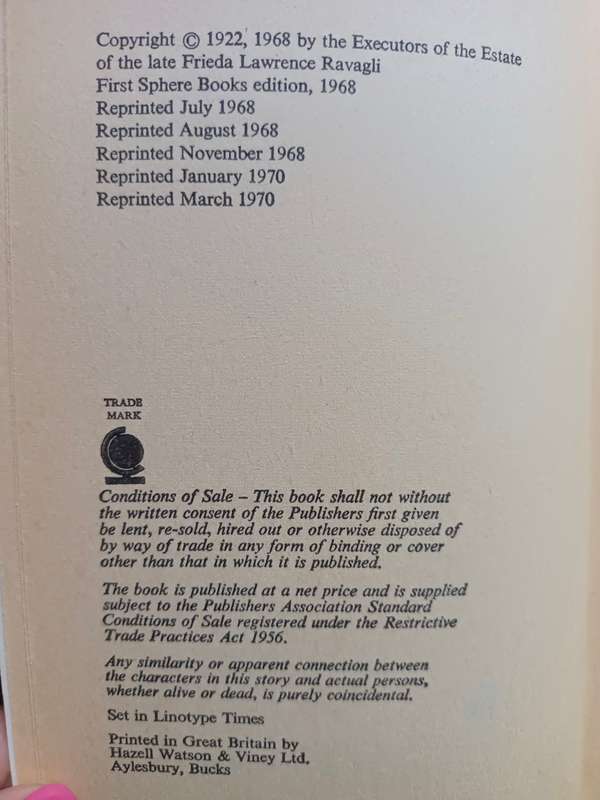 Copyright © 1922, 1968 by the Executors of the Estate
of the late Frieda Lawrence Ravagli
First Sphere Books edition, 1968
Reprinted July 1968
Reprinted August 1968
Reprinted November 1968
Reprinted January 1970
Reprinted March 1970
TRADE
MARK
Conditions of Sale – This book shall not without
the written consent of the Publishers first given
be lent, re-sold, hired out or otherwise disposed of
by way of trade in any form of binding or cover
other than that in which it is published.
The book is published at a net price and is supplied
subject to the Publishers Association Standard
Conditions of Sale registered under the Restrictive
Trade Practices Act 1956.
Any similarity or apparent connection between
the characters in this story and actual persons,
whether alive or dead, is purely coincidental.
Set in Linotype Times
Printed in Great Britain by
Hazell Watson & Viney Ltd.
Aylesbury, Bucks